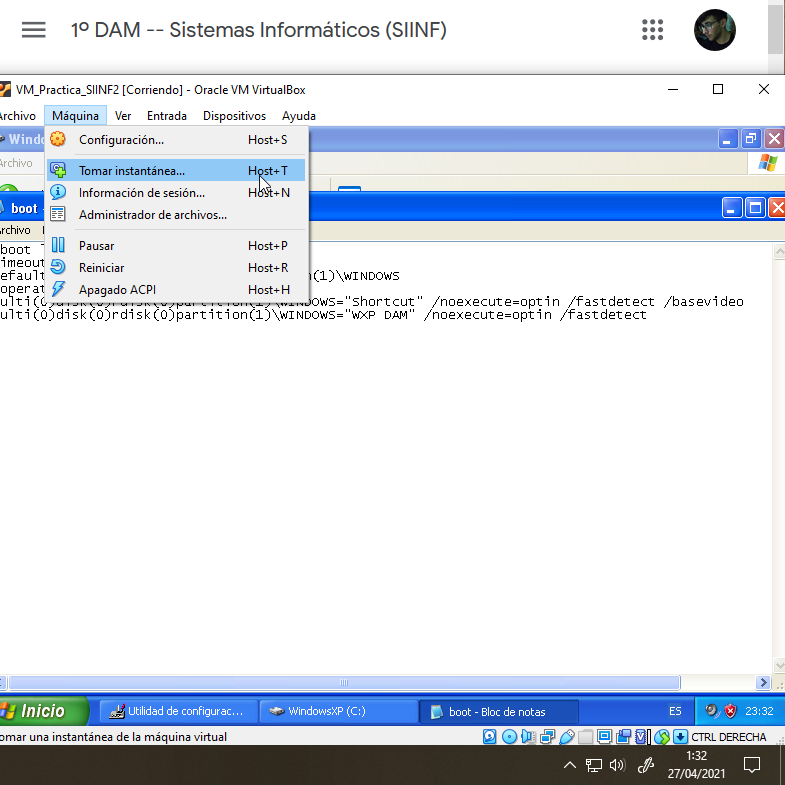 1º DAM -- Sistemas Informáticos (SIINF)
VM_Practica_SIINF2 [Corriendo] - Oracle VM VirtualBox
rchivo Máquina Ver Entrada Dispositivos Ayuda
Windo
Archivo
Configuración... Host+S
Tomar instantánea... Host+T
Información de sesión... Host+N
Administrador de archivos...
Pausar Host+P
Reiniciar Host+R
Apagado ACPI Host+H
boot
rchivo
boot
imeout
efault n(1)\WINDOWS
operat
ulti(0)disk(0)rdisk(0)partition(1)\WINDOWS="Shortcut" /noexecute=optin /fastdetect /basevideo
ulti(0)disk(0)rdisk(0)partition(1)\WINDOWS="WXP DAM" /noexecute=optin /fastdetect
Inicio Utilidad de configurac... WindowsXP (C:) boot - Bloc de notas ES 23:32
omar una instantánea de la máquina virtual CTRL DERECHA
1:32
27/04/2021